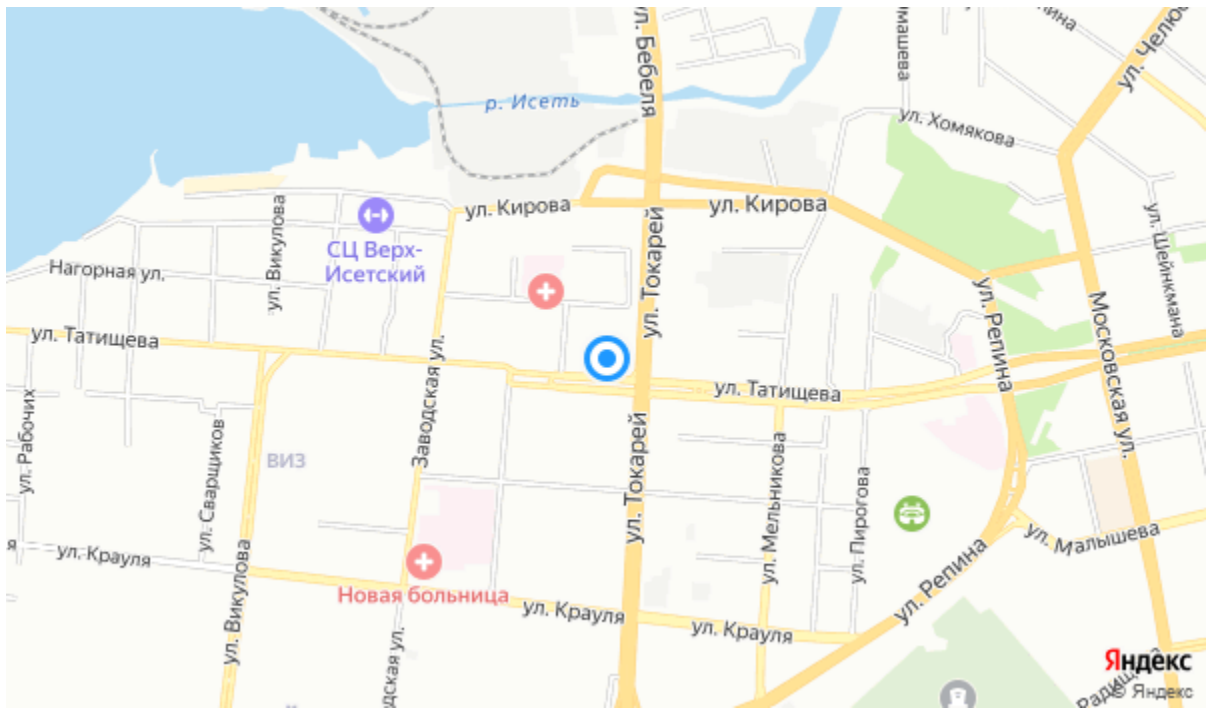 ул. Бебеля
р. Исеть
ул. Хомякова
ул. Кирова
ул. Кирова
ул. Викулова
СЦ Верх-
Исетский
Нагорная ул.
ул. Токарей
ул. Шейнкмана
ул. Репина
Московская ул.
ул. Татищева
Заводская ул.
ул. Татищева
ул. Рабочих
ул. Сварщиков
ВИЗ
ул. Токарей
ул. Мельникова
ул. Пирогова
ул. Малышева
ул. Крауля
ул. Викулова
Новая больница
ул. Крауля
ул. Крауля
ул. Репина
Яндекс
© Яндекс